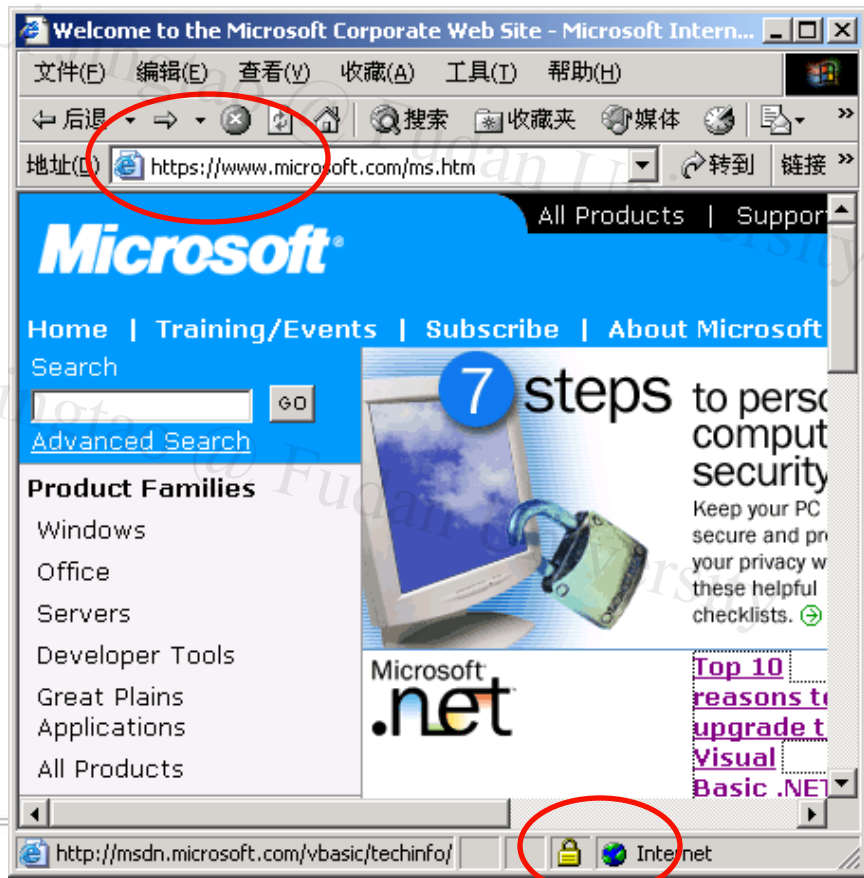 Welcome to the Microsoft Corporate Web Site - Microsoft Intern...
文件(F) 编辑(E) 查看(V) 收藏(A) 工具(T) 帮助(H)
后退 搜索 收藏夹 媒体 »
地址(D) https://www.microsoft.com/ms.htm 转到 链接 »
All Products | Suppor
Microsoft®
Home | Training/Events | Subscribe | About Microsoft
Search
GO
Advanced Search
7 steps to perso
comput
security
Keep your PC
secure and pr
your privacy w
these helpful
checklists.
Product Families
Windows
Office
Servers
Developer Tools
Great Plains
Applications
All Products
Microsoft
.net
Top 10
reasons to
upgrade t
Visual
Basic .NET
http://msdn.microsoft.com/vbasic/techinfo/ Internet
@ Fudan University